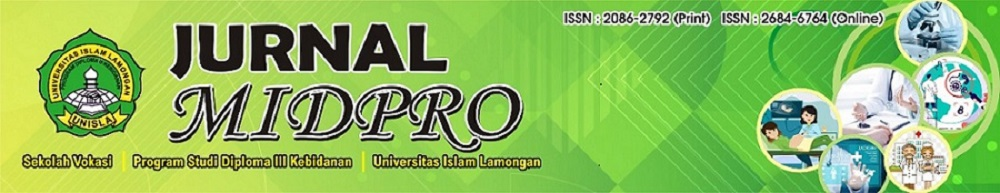 ISSN : 2086-2792 (Print) ISSN : 2684-6764 (Online)
JURNAL
MIDPRO
UNIVERSITAS ISLAM LAMONGAN
UNISLA
Sekolah Vokasi | Program Studi Diploma III Kebidanan | Universitas Islam Lamongan